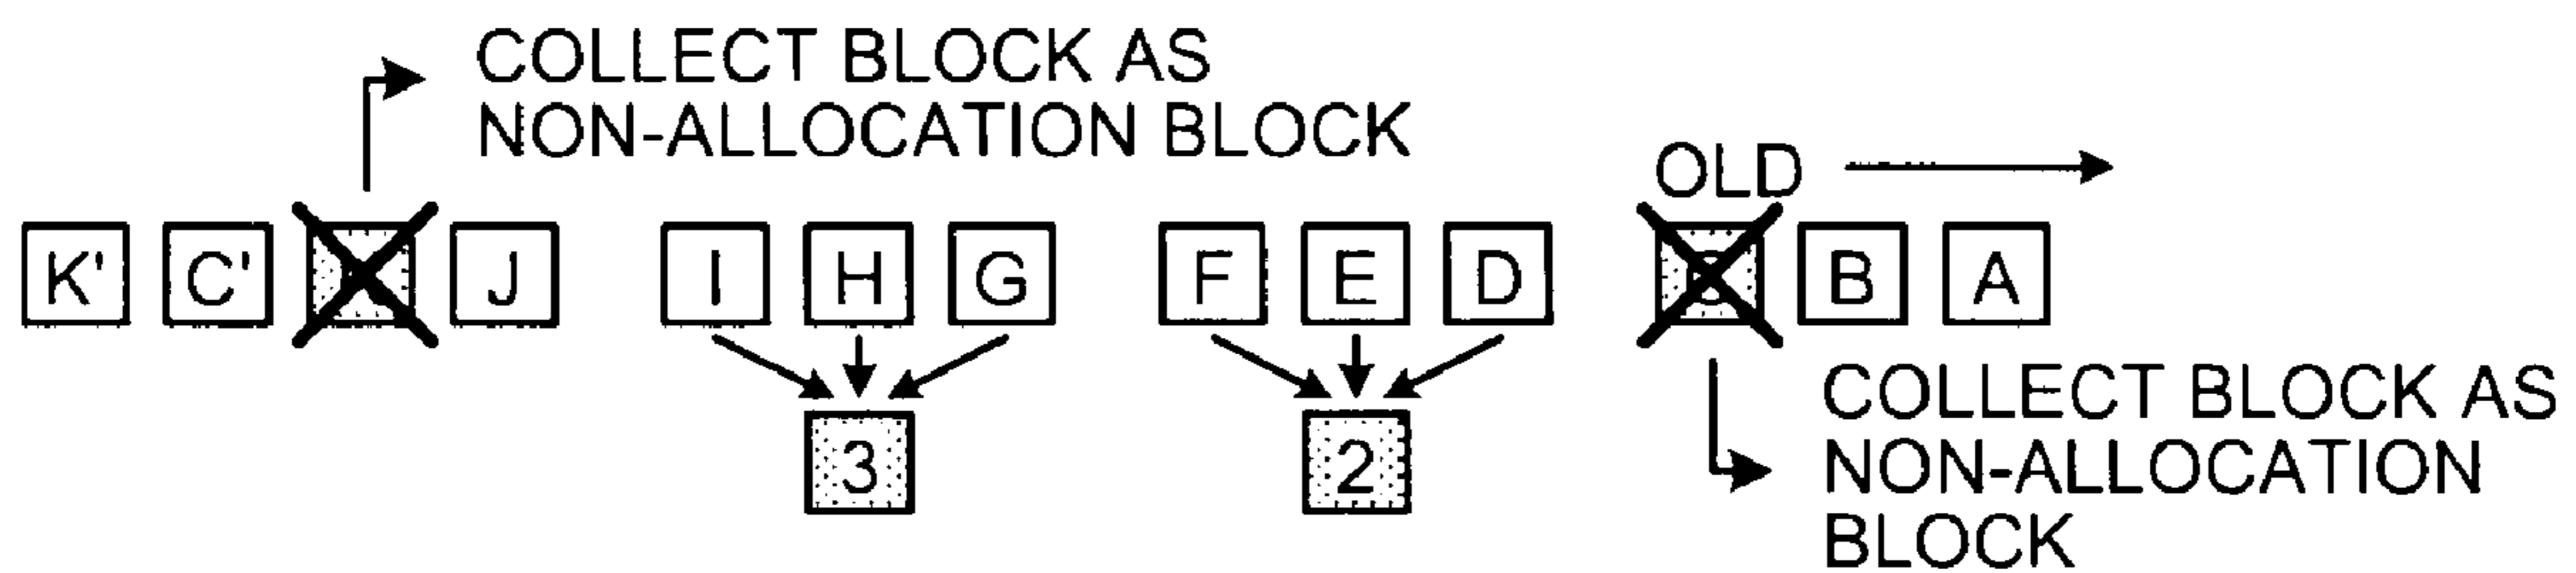 COLLECT BLOCK AS
NON-ALLOCATION BLOCK
OLD
K' C' J I H G F E D B A
3 2
COLLECT BLOCK AS
NON-ALLOCATION
BLOCK